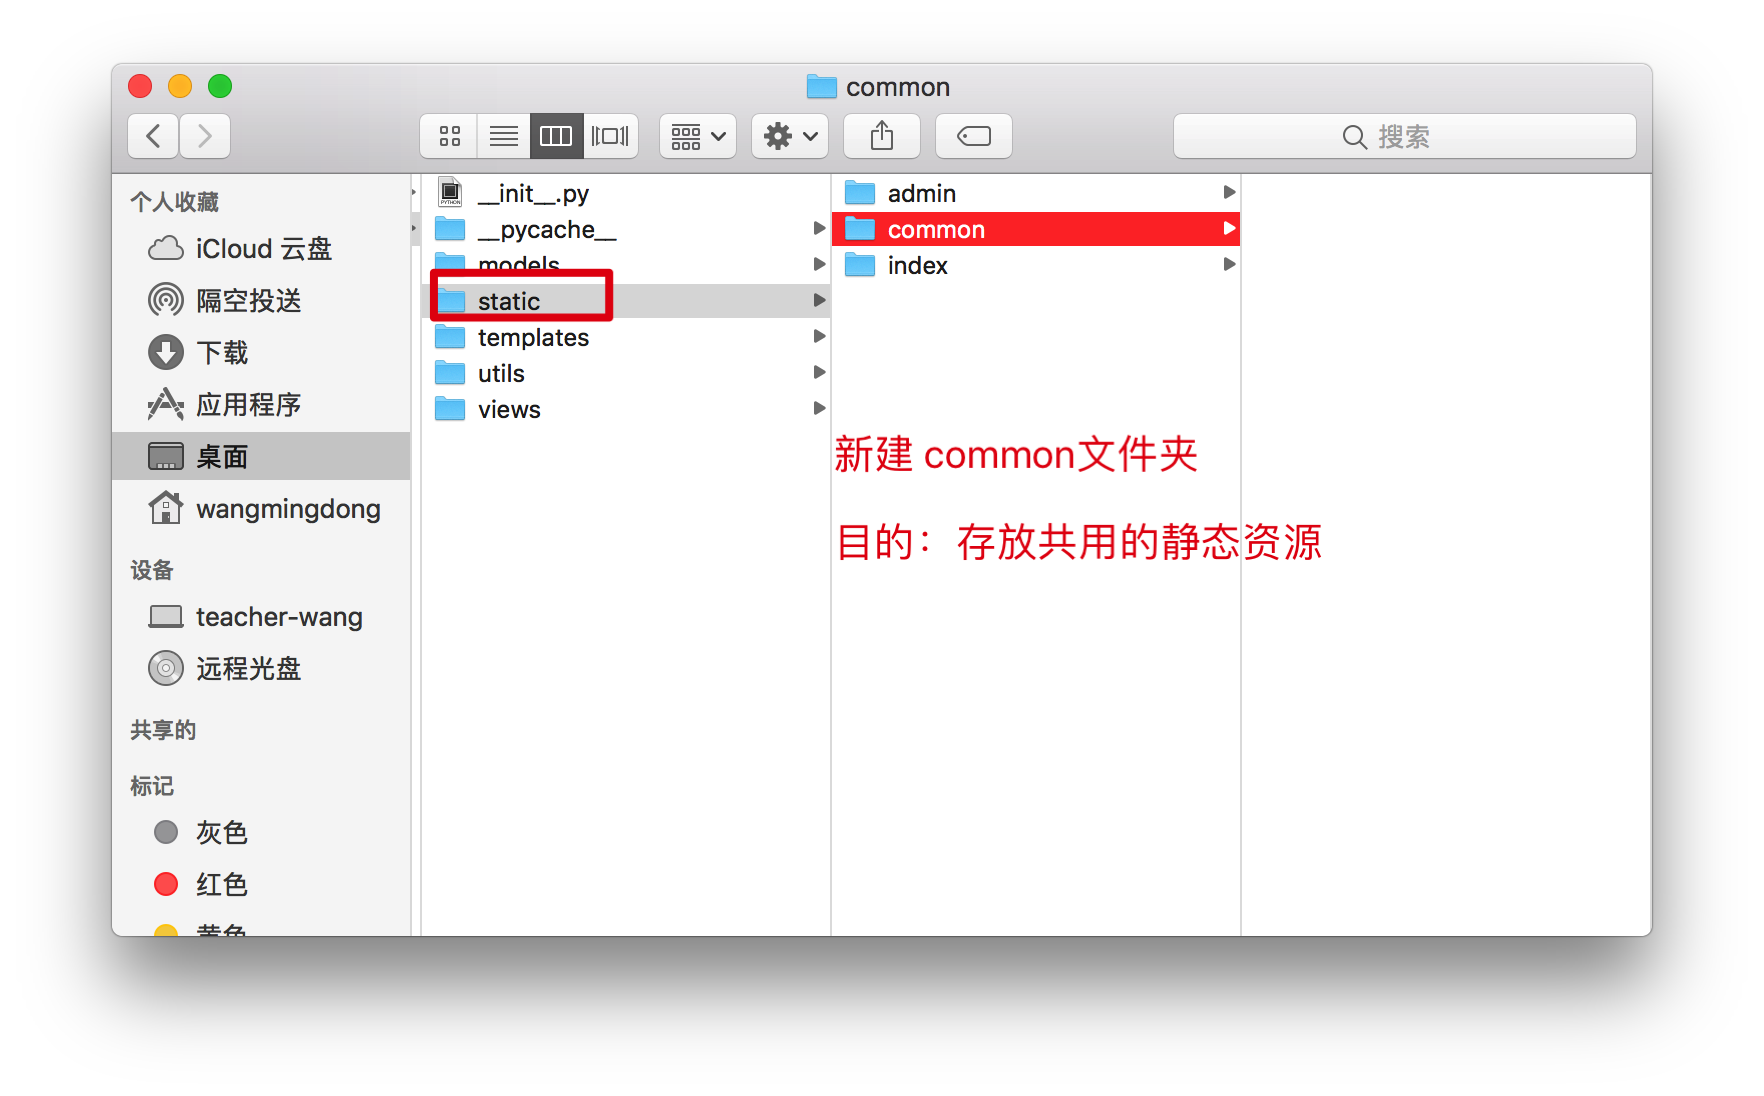 common
搜索
个人收藏
iCloud 云盘
隔空投送
下载
应用程序
桌面
wangmingdong
设备
teacher-wang
远程光盘
共享的
标记
灰色
红色
黄色
__init__.py
__pycache__
models
static
templates
utils
views
admin
common
index
新建 common文件夹
目的：存放共用的静态资源
PYTHON